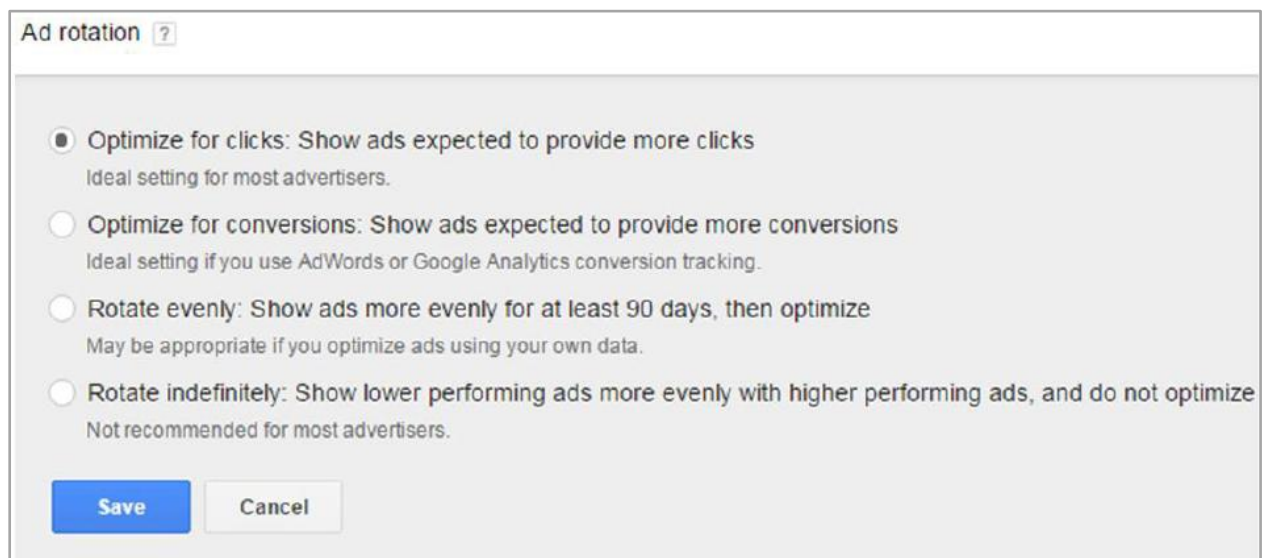 Ad rotation ?
Optimize for clicks: Show ads expected to provide more clicks
Ideal setting for most advertisers.
Optimize for conversions: Show ads expected to provide more conversions
Ideal setting if you use AdWords or Google Analytics conversion tracking.
Rotate evenly: Show ads more evenly for at least 90 days, then optimize
May be appropriate if you optimize ads using your own data.
Rotate indefinitely: Show lower performing ads more evenly with higher performing ads, and do not optimize
Not recommended for most advertisers.
Save Cancel